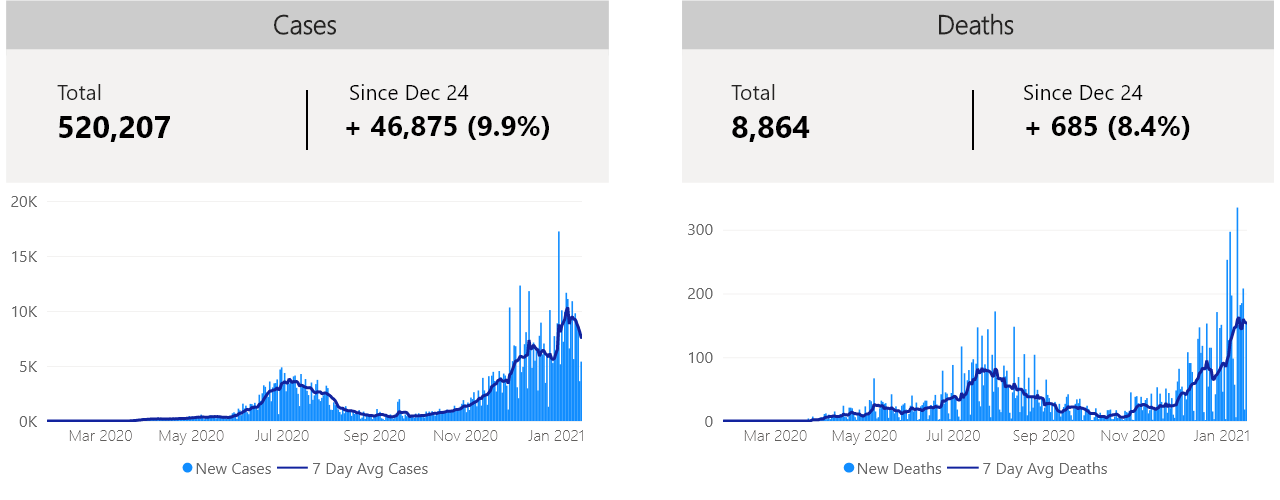 Cases
Total
Since Dec 24
520,207
+ 46,875 (9.9%)
20K
15K
10K
5K
0K
Mar 2020 May 2020 Jul 2020 Sep 2020 Nov 2020 Jan 2021
New Cases 7 Day Avg Cases
Deaths
Total
Since Dec 24
8,864
+ 685 (8.4%)
300
200
100
0
Mar 2020 May 2020 Jul 2020 Sep 2020 Nov 2020 Jan 2021
New Deaths 7 Day Avg Deaths